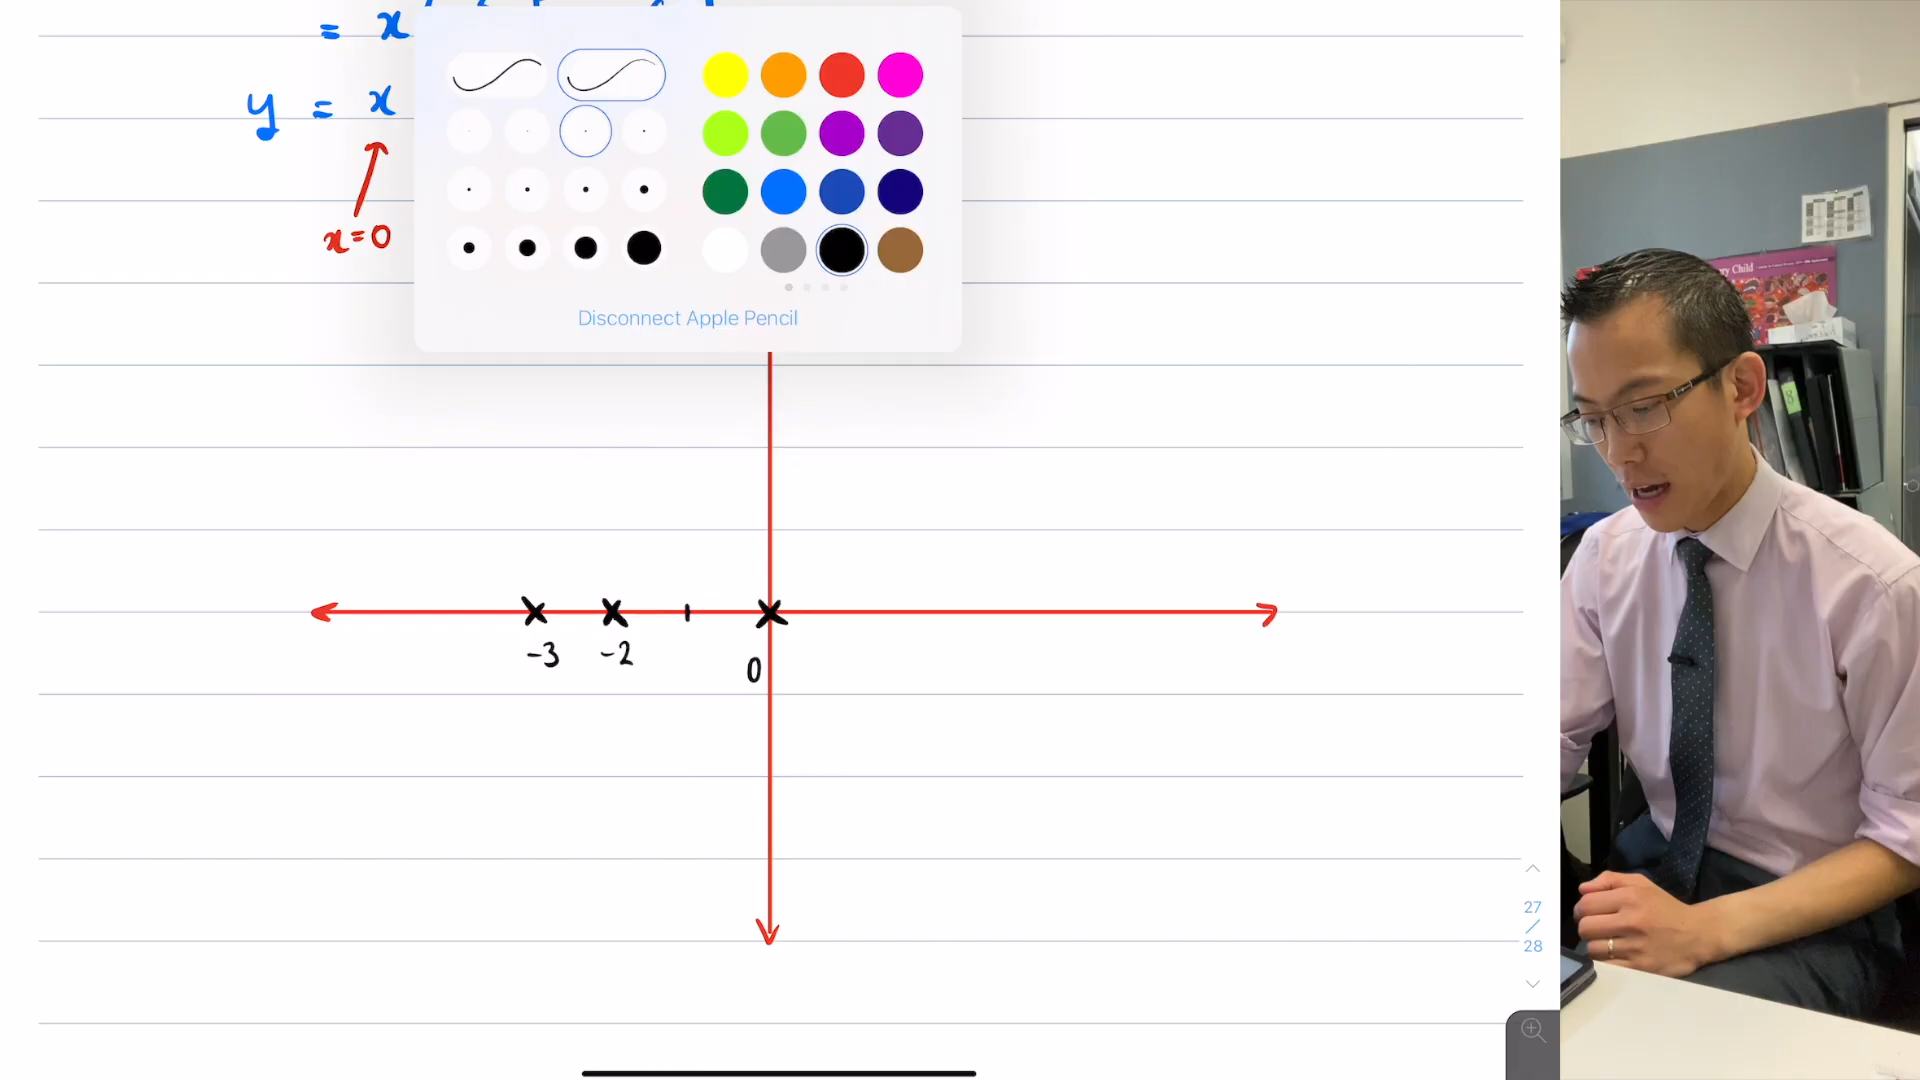 = x
y = x
x=0
Disconnect Apple Pencil
-3 -2
0
27
/
28
ry Child